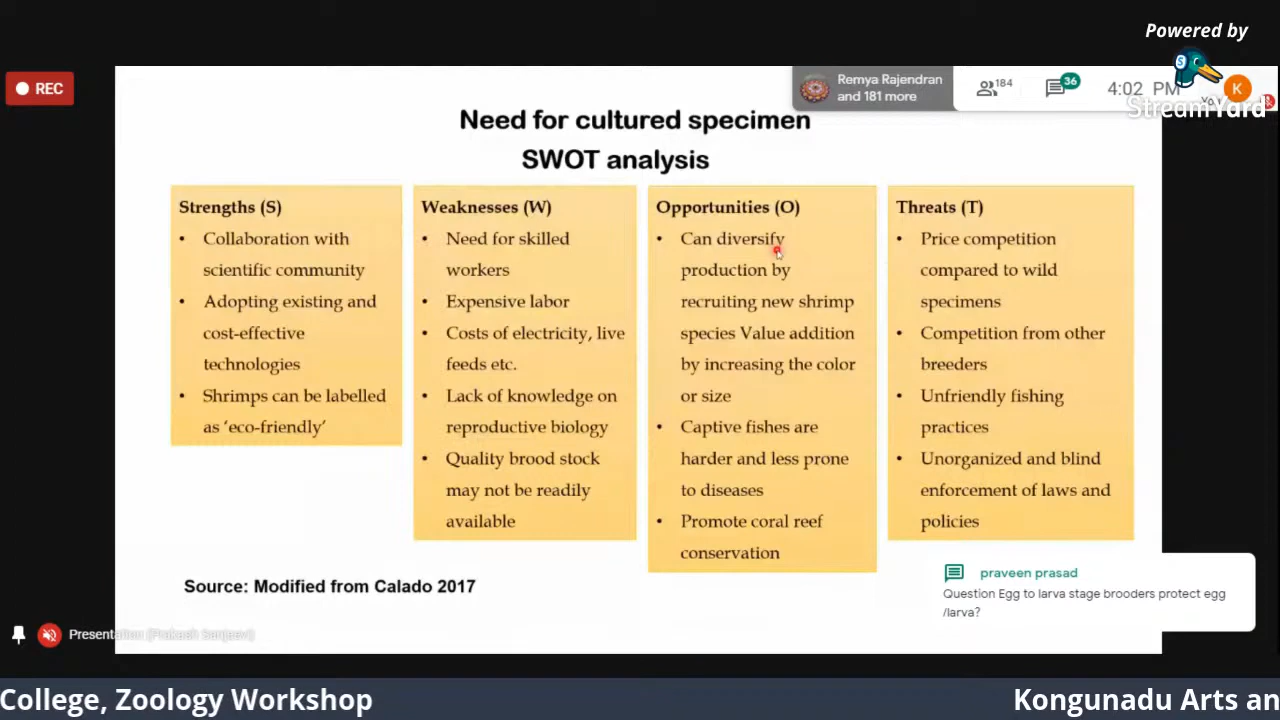 Powered by
StreamYard
REC
Remya Rajendran
and 181 more
184
36
4:02 PM
K
Need for cultured specimen
SWOT analysis
Strengths (S)
• Collaboration with
scientific community
• Adopting existing and
cost-effective
technologies
• Shrimps can be labelled
as ‘eco-friendly’
Weaknesses (W)
• Need for skilled
workers
• Expensive labor
• Costs of electricity, live
feeds etc.
• Lack of knowledge on
reproductive biology
• Quality brood stock
may not be readily
available
Opportunities (O)
• Can diversify
production by
recruiting new shrimp
species Value addition
by increasing the color
or size
• Captive fishes are
harder and less prone
to diseases
• Promote coral reef
conservation
Threats (T)
• Price competition
compared to wild
specimens
• Competition from other
breeders
• Unfriendly fishing
practices
• Unorganized and blind
enforcement of laws and
policies
Source: Modified from Calado 2017
praveen prasad
Question Egg to larva stage brooders protect egg
/larva?
Presentation (Prakash Sanjeevi)
College, Zoology Workshop
Kongunadu Arts an